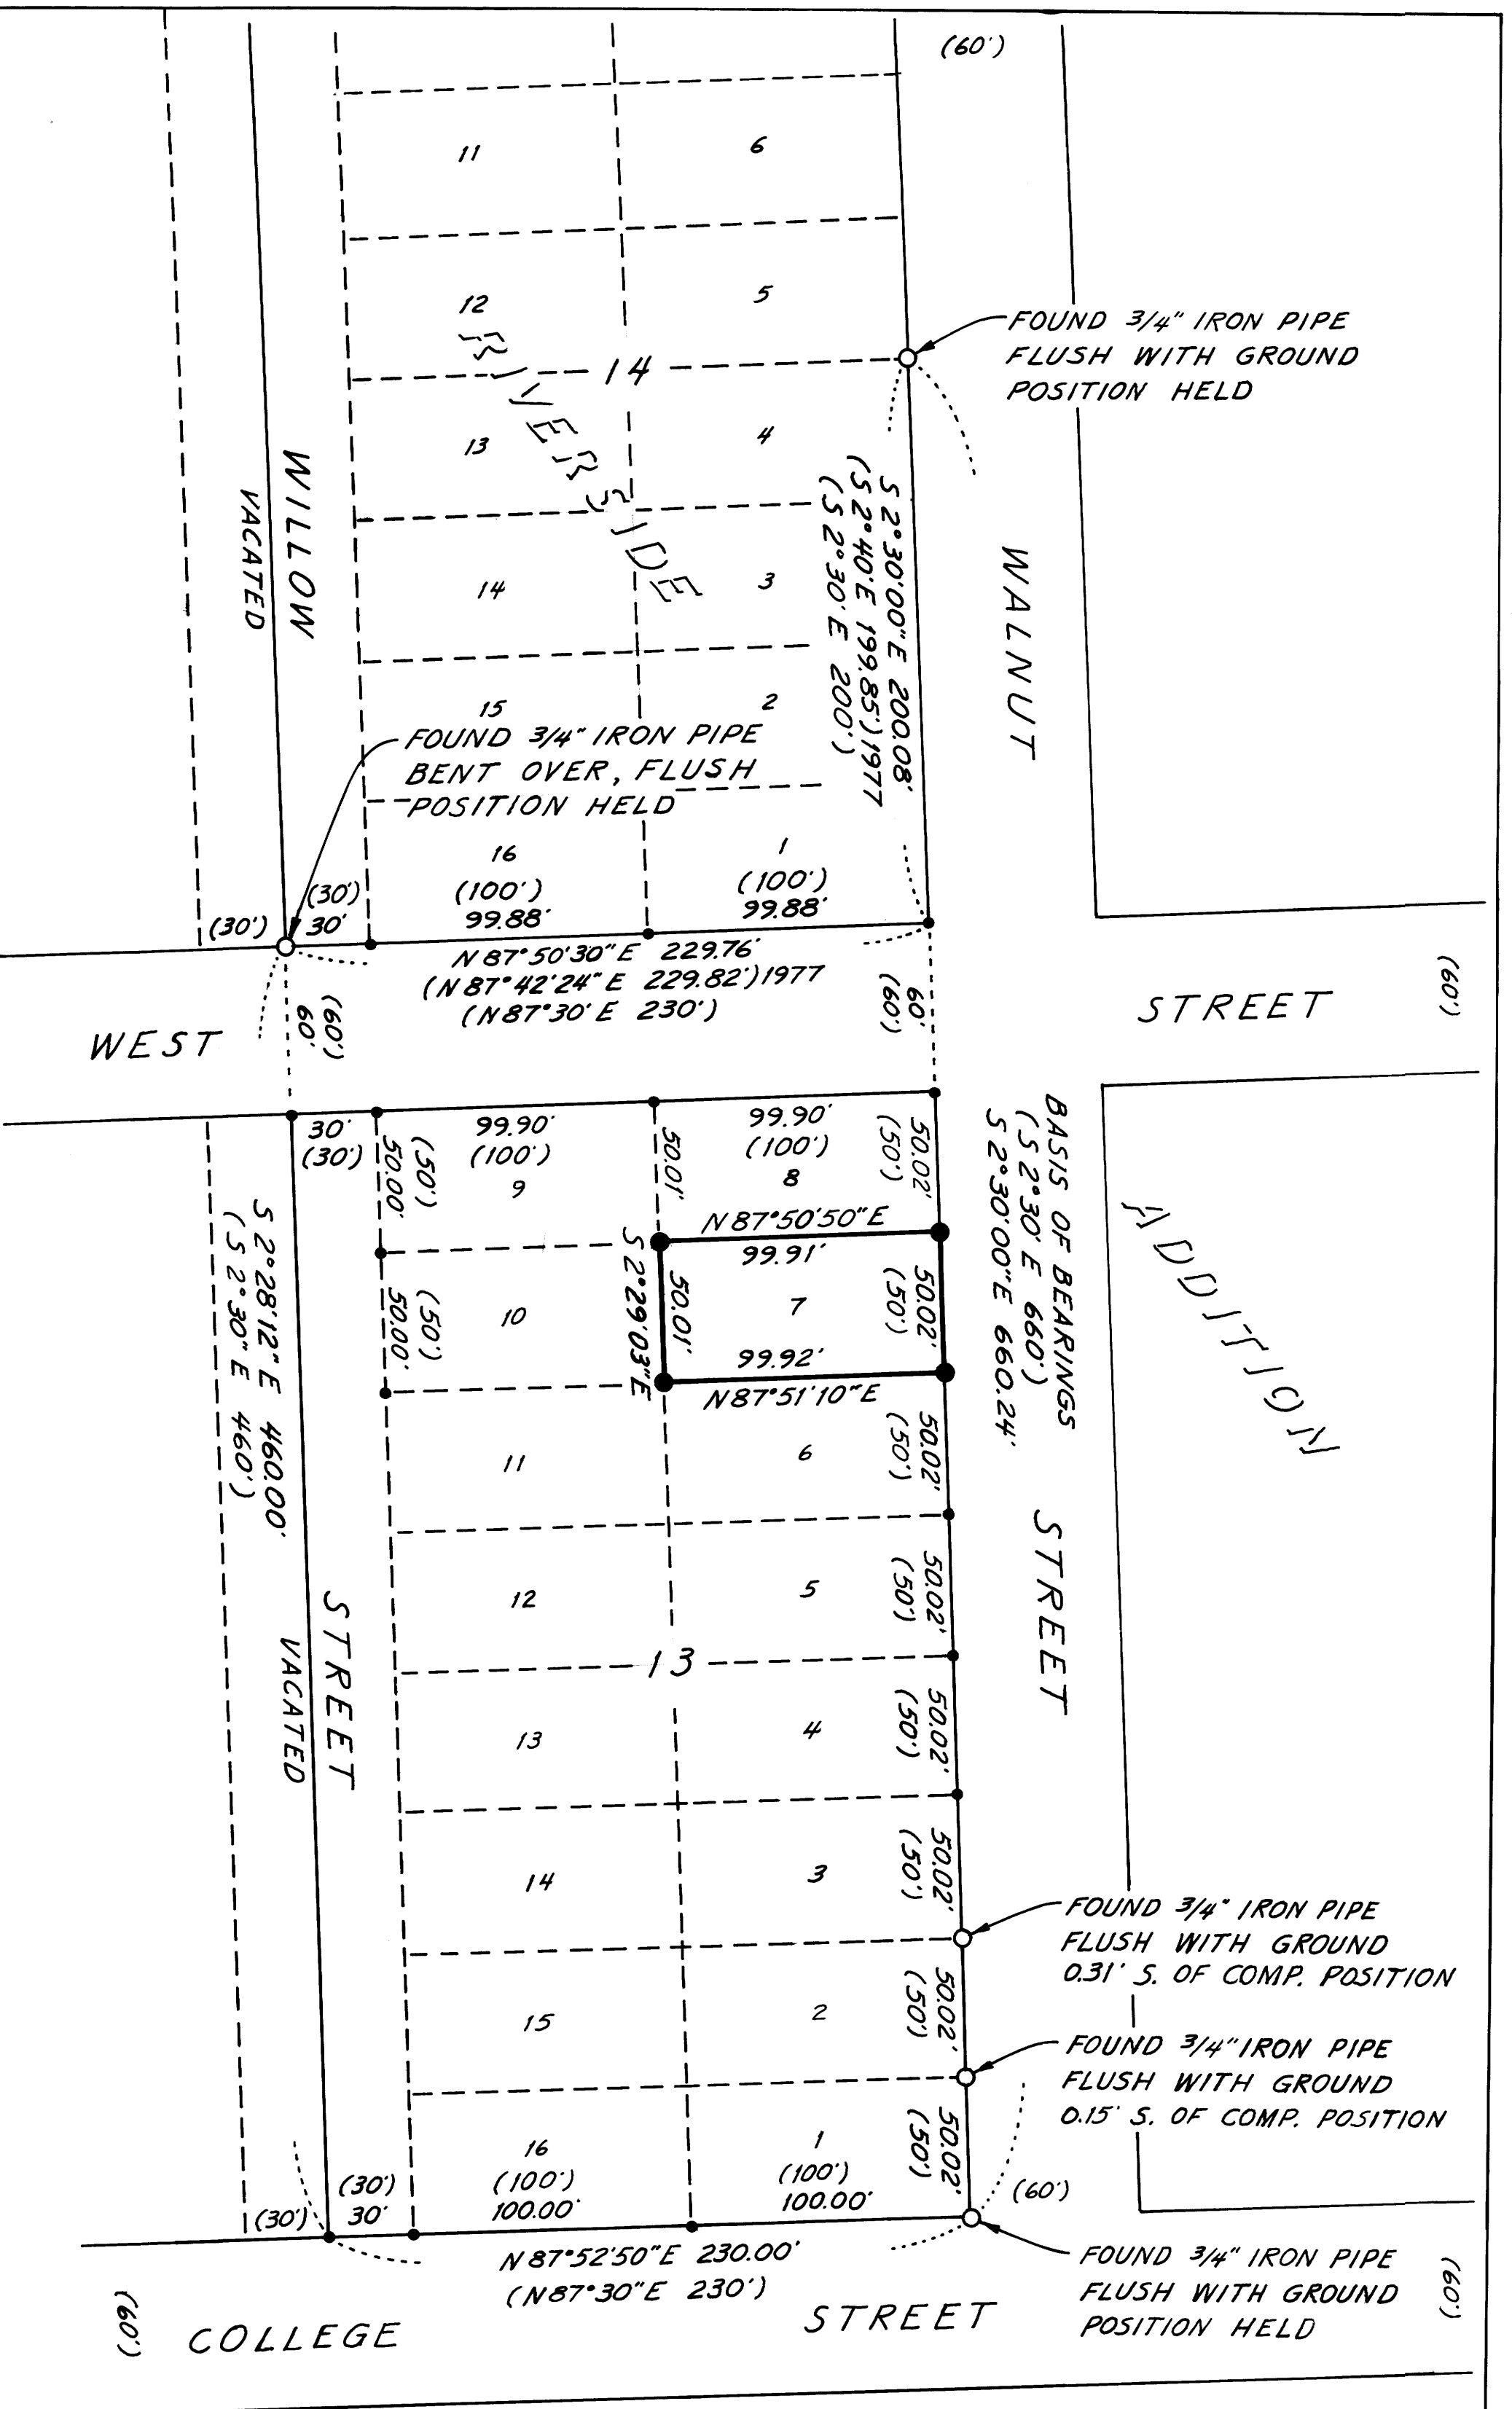 (60')
11
6
12
5
FOUND 3/4" IRON PIPE
FLUSH WITH GROUND
POSITION HELD
14
RIVERSIDE
13
4
WILLOW
VACATED
S 2°30'00"E 200.08'
(S 2°40'E 199.85')1977
(S 2°30'E 200')
WALNUT
14
3
15
2
FOUND 3/4" IRON PIPE
BENT OVER, FLUSH
POSITION HELD
16
(100')
99.88'
1
(100')
99.88'
(30')
(30')
30'
N 87°50'30"E 229.76'
(N 87°42'24"E 229.82')1977
(N 87°30'E 230')
WEST
(60')
60'
60'
(60')
STREET
(60')
30'
(30')
99.90'
(100')
9
99.90'
(100')
8
(50')
50.00'
50.01'
50.02'
(50')
BASIS OF BEARINGS
(S 2°30'E 660')
S 2°30'00"E 660.24'
ADDITION
N 87°50'50"E
99.91'
7
99.92'
N 87°51'10"E
S 2°29'03"E
50.01'
50.02'
(50')
10
(50')
50.00'
S 2°28'12"E 460.00'
(S 2°30"E 460')
11
6
50.02'
(50')
STREET
VACATED
12
5
50.02'
(50')
STREET
13
13
4
50.02'
(50')
14
3
50.02'
(50')
FOUND 3/4" IRON PIPE
FLUSH WITH GROUND
0.31' S. OF COMP. POSITION
15
2
50.02'
(50')
FOUND 3/4" IRON PIPE
FLUSH WITH GROUND
0.15' S. OF COMP. POSITION
16
(100')
100.00'
1
(100')
100.00'
50.02'
(50')
(30')
(30')
30'
(60')
N 87°52'50"E 230.00'
(N 87°30"E 230')
FOUND 3/4" IRON PIPE
FLUSH WITH GROUND
POSITION HELD
(60')
COLLEGE
STREET
(60')